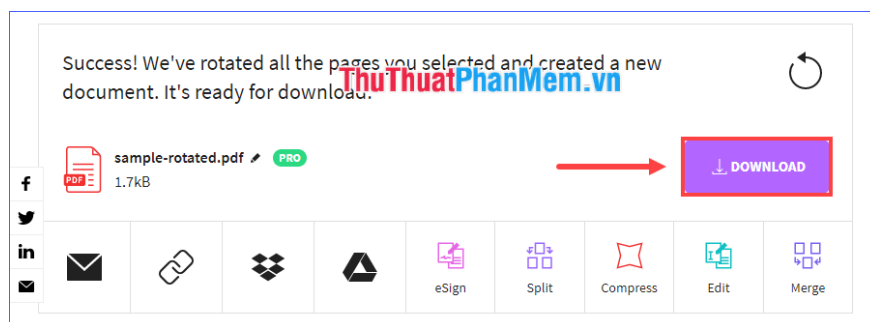 Success! We've rotated all the pages you selected and created a new
document. It's ready for download.
ThuThuatPhanMem.vn
sample-rotated.pdf PRO
PDF
1.7kB
DOWNLOAD
f
in
eSign
Split
Compress
Edit
Merge